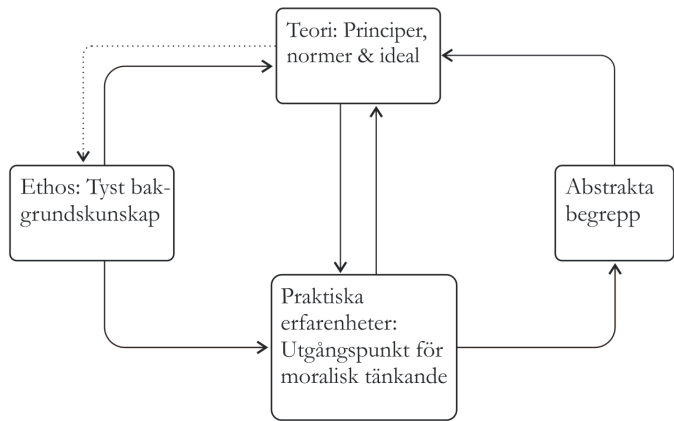 Teori: Principer,
normer & ideal
Ethos: Tyst bak-
grundskunskap
Abstrakta
begrepp
Praktiska
erfarenheter:
Utgångspunkt för
moralisk tänkande